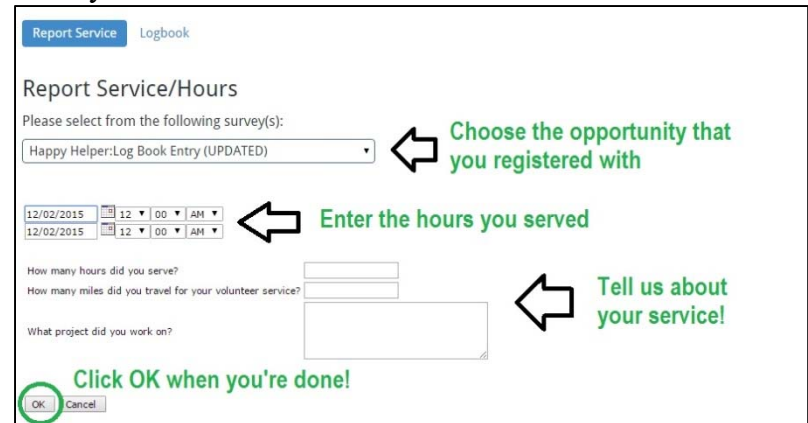 Report Service Logbook
Report Service/Hours
Please select from the following survey(s):
Happy Helper:Log Book Entry (UPDATED)
Choose the opportunity that
you registered with
12/02/2015 12 00 AM
12/02/2015 12 00 AM
Enter the hours you served
How many hours did you serve?
How many miles did you travel for your volunteer service?
What project did you work on?
Tell us about
your service!
Click OK when you're done!
OK Cancel